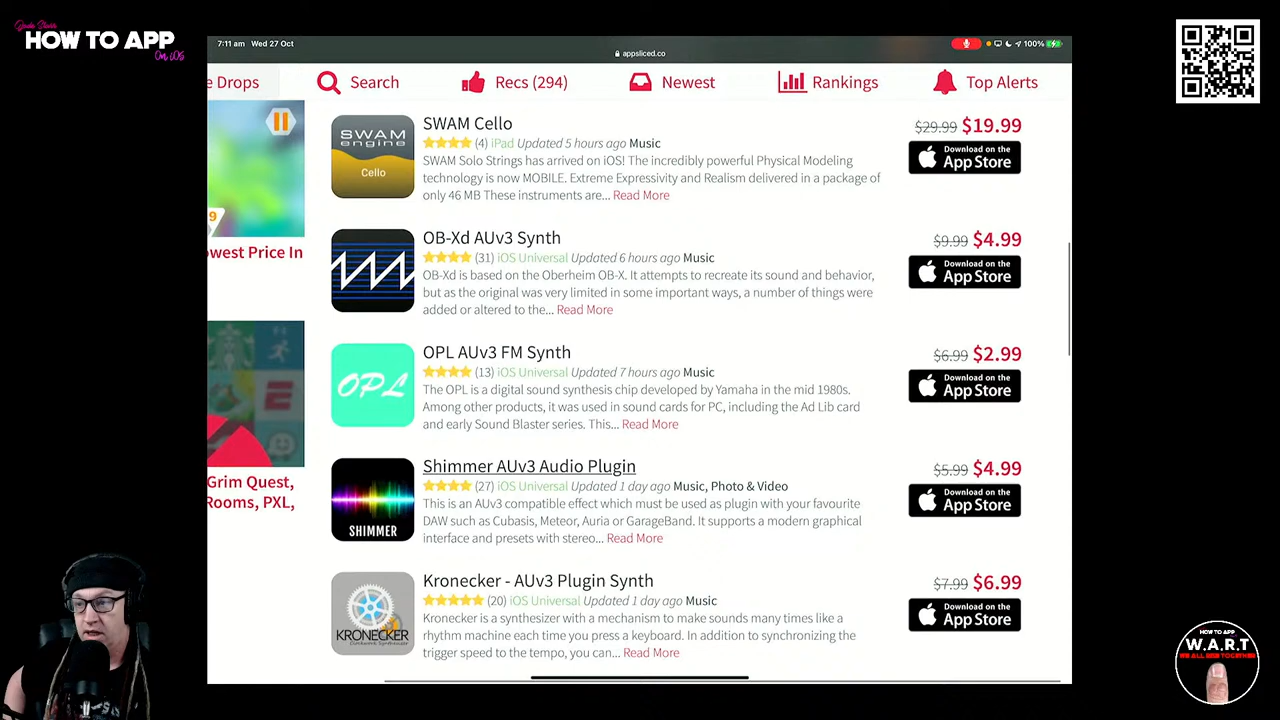 Jade Starr
HOW TO APP
On iOS
7:11 am Wed 27 Oct
100%
appsliced.co
e Drops
Search
Recs (294)
Newest
Rankings
Top Alerts
9
owest Price In
Grim Quest,
Rooms, PXL,
SWAM
engine
Cello
SWAM Cello
(4) iPad Updated 5 hours ago Music
SWAM Solo Strings has arrived on iOS! The incredibly powerful Physical Modeling
technology is now MOBILE. Extreme Expressivity and Realism delivered in a package of
only 46 MB These instruments are... Read More
$29.99 $19.99
Download on the
App Store
OB-Xd AUv3 Synth
(31) iOS Universal Updated 6 hours ago Music
OB-Xd is based on the Oberheim OB-X. It attempts to recreate its sound and behavior,
but as the original was very limited in some important ways, a number of things were
added or altered to the... Read More
$9.99 $4.99
Download on the
App Store
OPL
OPL AUv3 FM Synth
(13) iOS Universal Updated 7 hours ago Music
The OPL is a digital sound synthesis chip developed by Yamaha in the mid 1980s.
Among other products, it was used in sound cards for PC, including the Ad Lib card
and early Sound Blaster series. This... Read More
$6.99 $2.99
Download on the
App Store
SHIMMER
Shimmer AUv3 Audio Plugin
(27) iOS Universal Updated 1 day ago Music, Photo & Video
This is an AUv3 compatible effect which must be used as plugin with your favourite
DAW such as Cubasis, Meteor, Auria or GarageBand. It supports a modern graphical
interface and presets with stereo... Read More
$5.99 $4.99
Download on the
App Store
KRONECKER
Kronecker - AUv3 Plugin Synth
(20) iOS Universal Updated 1 day ago Music
Kronecker is a synthesizer with a mechanism to make sounds many times like a
rhythm machine each time you press a keyboard. In addition to synchronizing the
trigger speed to the tempo, you can... Read More
$7.99 $6.99
Download on the
App Store
HOW TO APP
W.A.R.T
WE ALL RISE TOGETHER